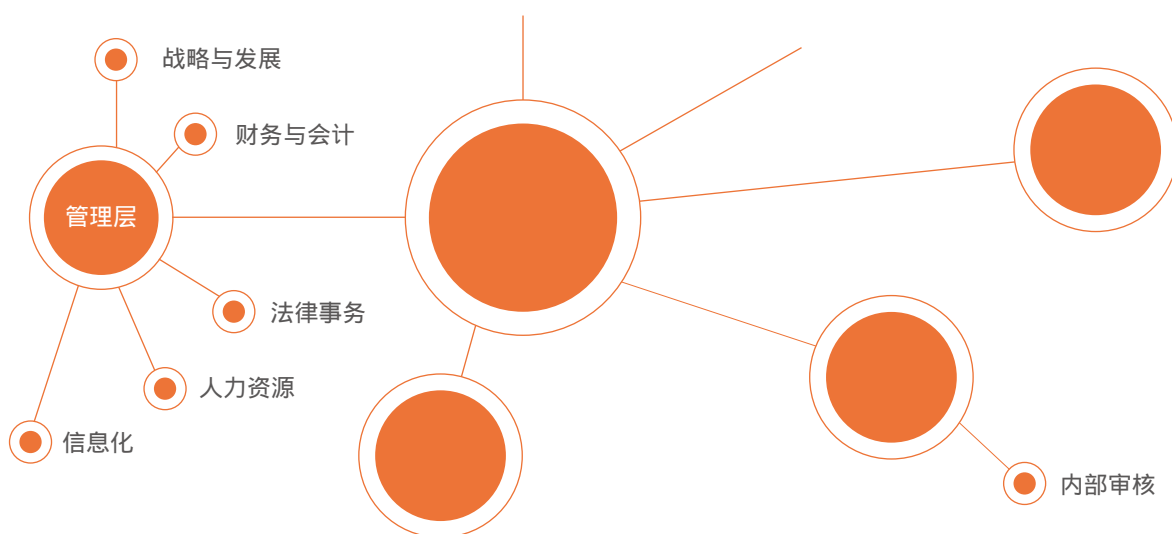 战略与发展
财务与会计
管理层
法律事务
人力资源
信息化
内部审核